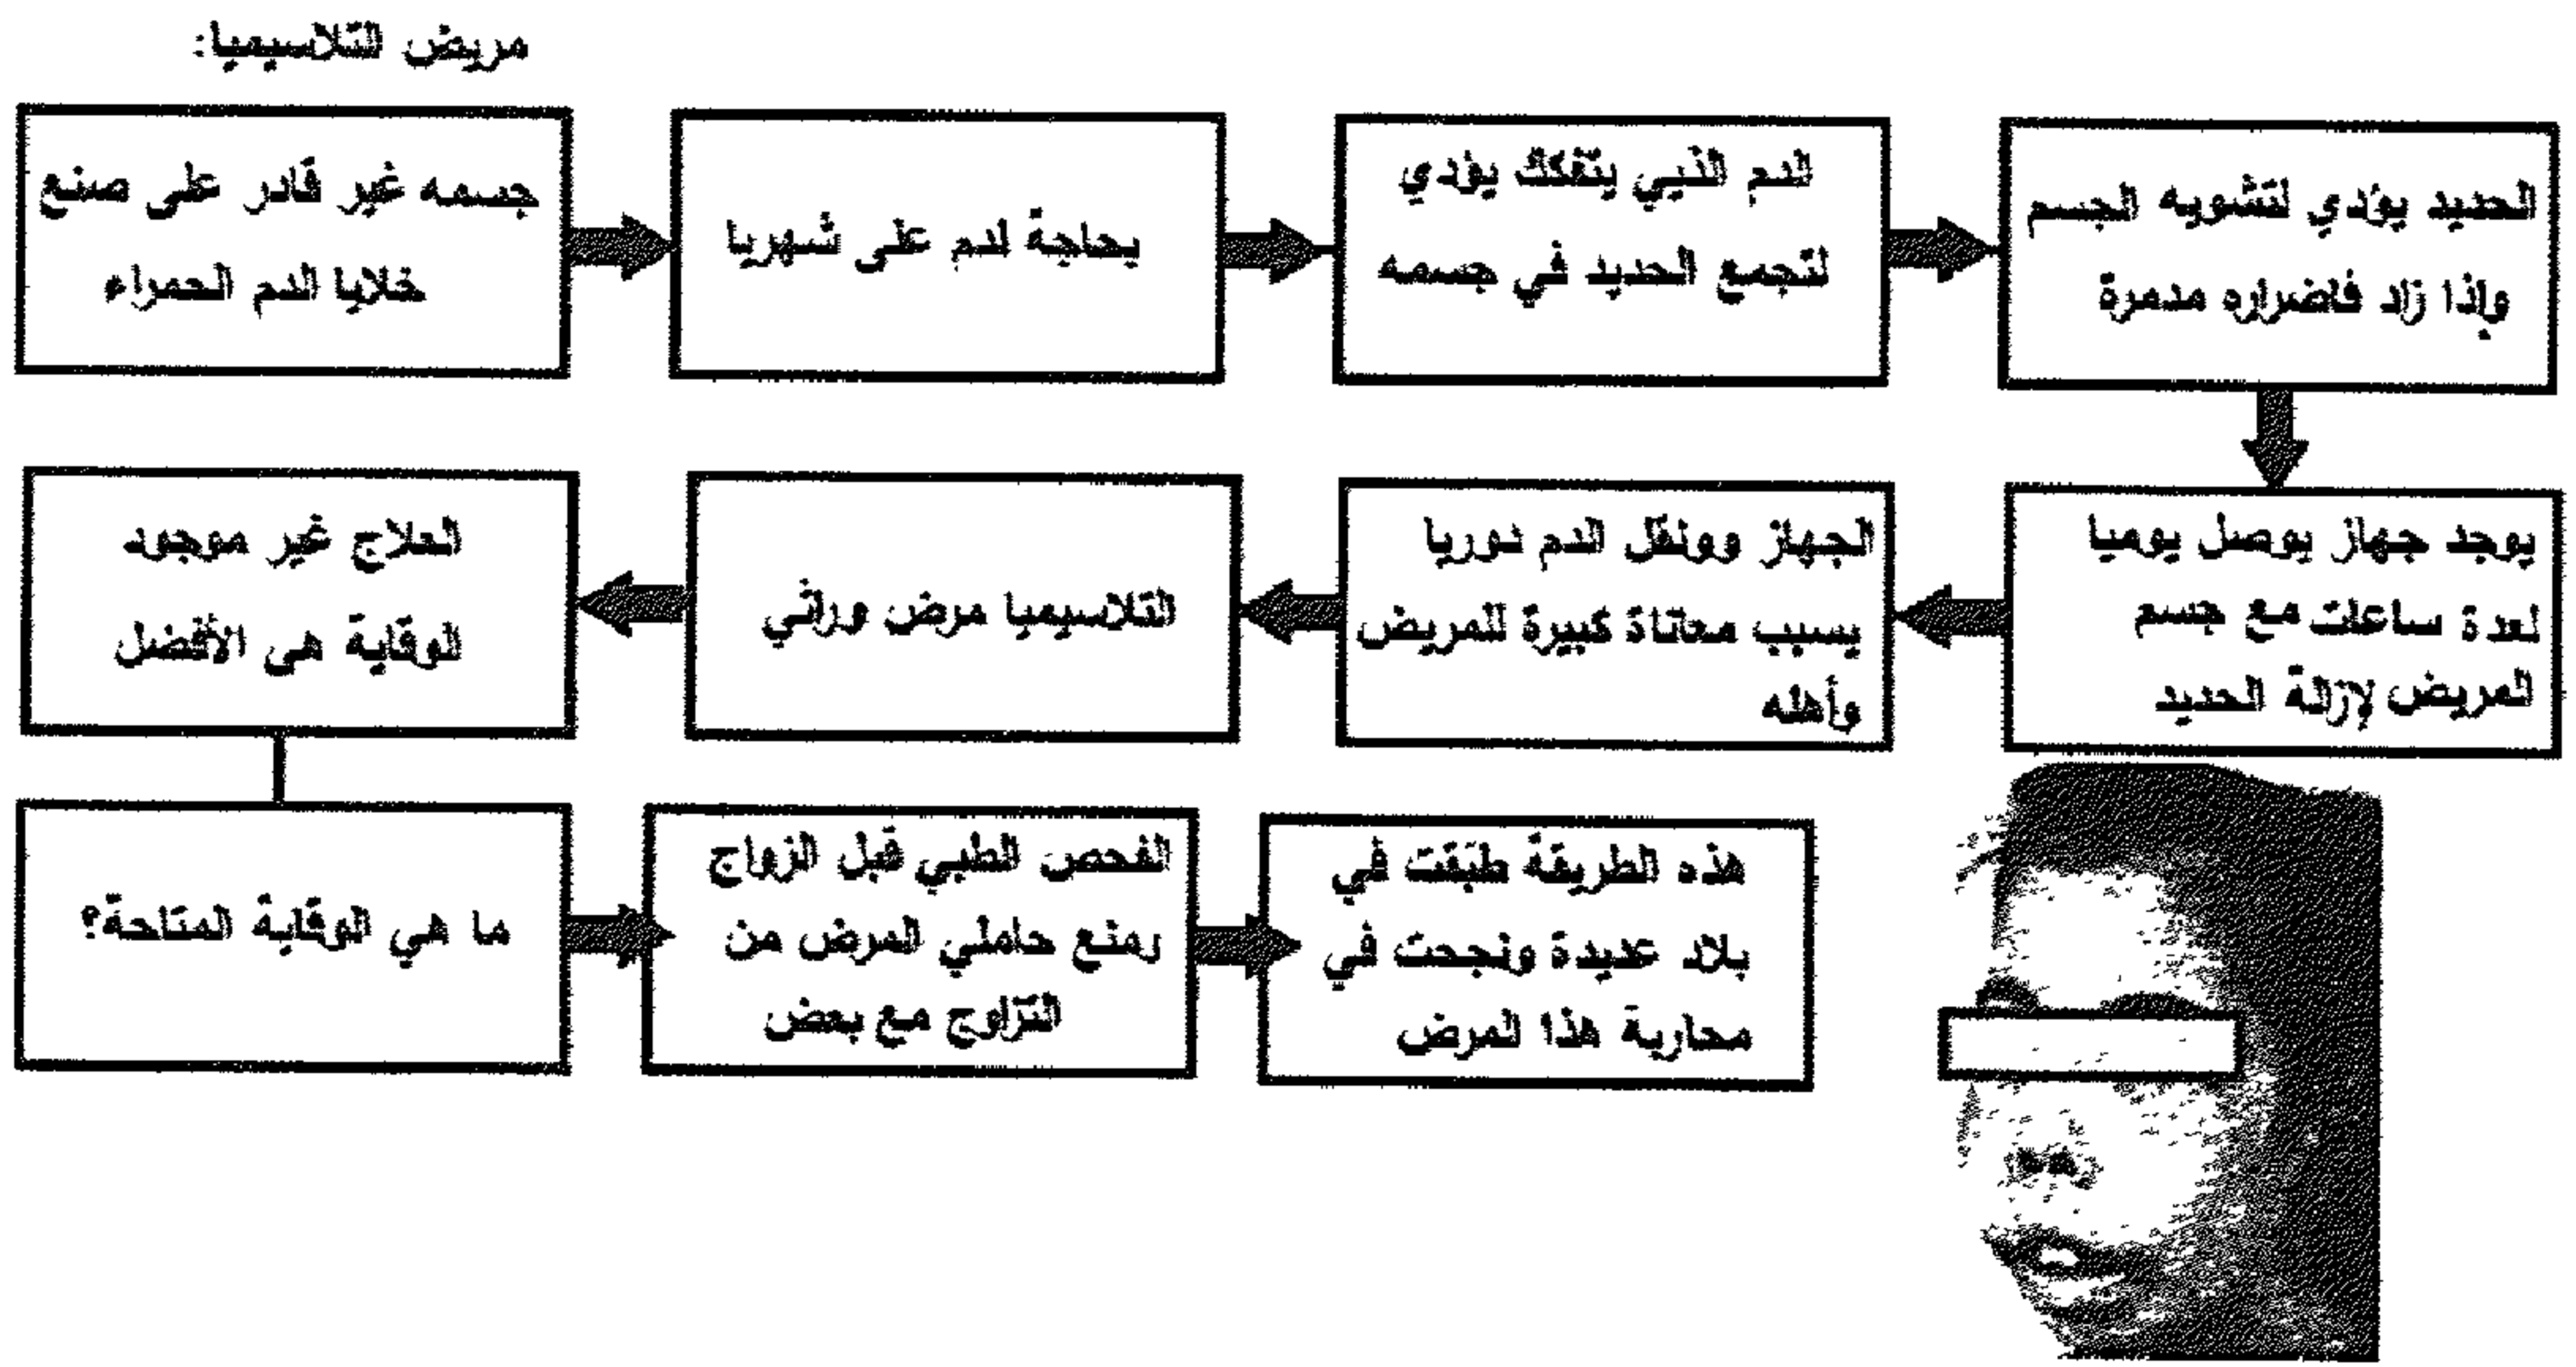 مريض التلاسيميا:
جسمه غير قادر على صنع
خلايا الدم الحمراء
بحاجة لدم على شهريا
الدم الذي يتفكك يؤدي
لتجمع الحديد في جسمه
الحديد يؤدي لتشويه الجسم
وإذا زاد فاضراره مدمرة
يوجد جهاز يوصل يوميا
لعدة ساعات مع جسم
المريض لإزالة الحديد
الجهاز وونقل الدم دوريا
يسبب معاناة كبيرة للمريض
وأهله
التلاسيميا مرض وراثي
العلاج غير موجود
الوقاية هي الأفضل
ما هي الوقاية المتاحة؟
الفحص الطبي قبل الزواج
ومنع حاملي المرض من
التزاوج مع بعض
هذه الطريقة طبقت في
بلاد عديدة ونجحت في
محاربة هذا المرض